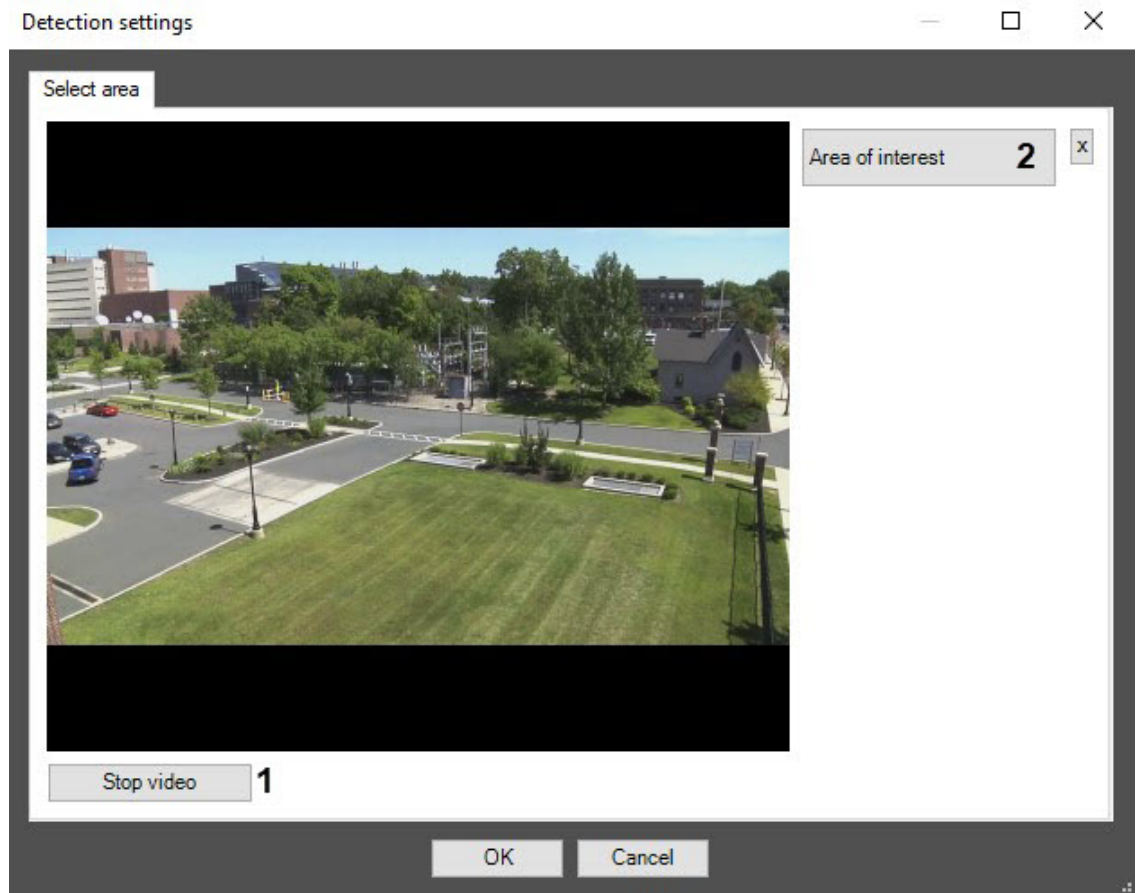 Detection settings
Select area
Area of interest 2
x
Stop video 1
OK Cancel